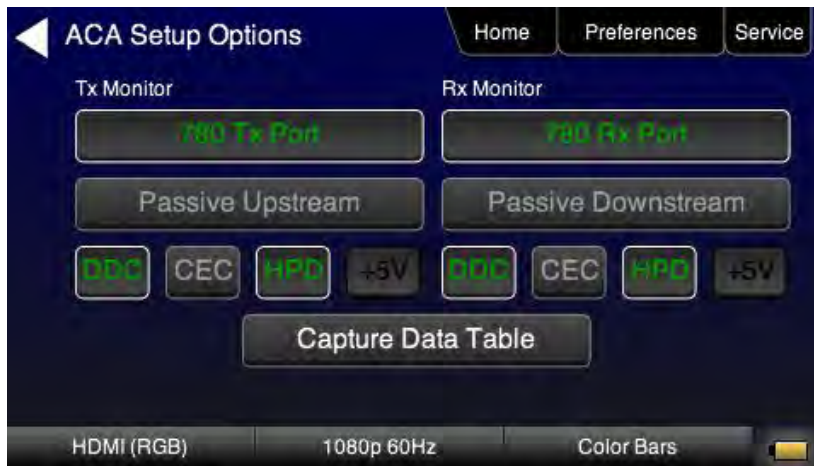 ACA Setup Options
Home
Preferences
Service
Tx Monitor
Rx Monitor
780 Tx Port
780 Rx Port
Passive Upstream
Passive Downstream
DDC
CEC
HPD
+5V
DDC
CEC
HPD
+5V
Capture Data Table
HDMI (RGB)
1080p 60Hz
Color Bars